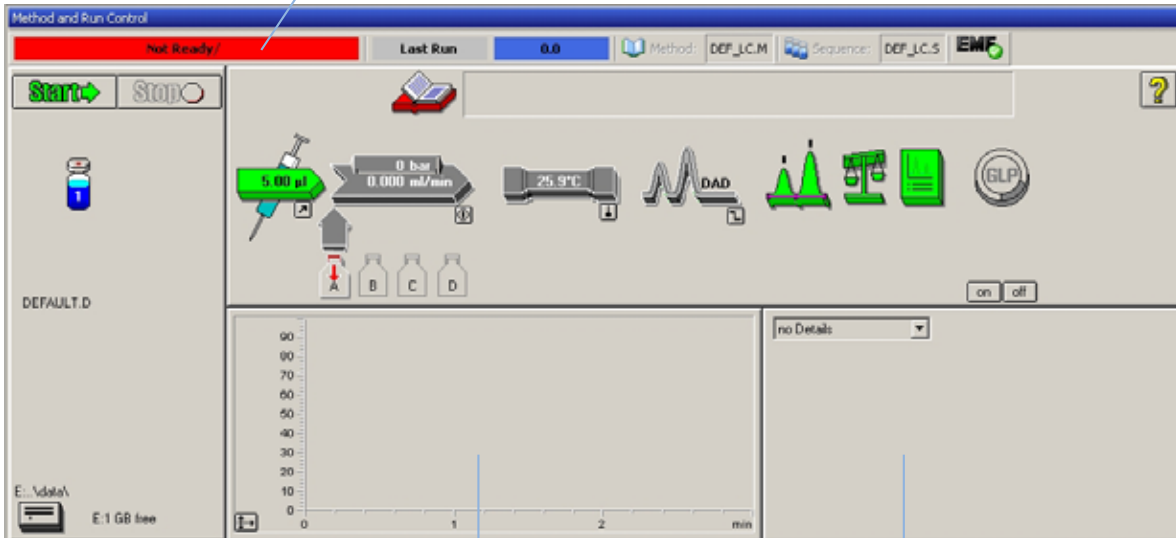 Method and Run Control
Not Ready/ Last Run 0.0 Method: DEF_LC.M Sequence: DEF_LC.S EMF
Start Stop
?
5.00 µl
0 bar
0.000 ml/min
25.9°C
DAD
GLP
1
A B C D
DEFAULT.D
on off
no Details
90
80
70
60
50
40
30
20
10
0
0 1 2 min
E:..\data\
E:1 GB free